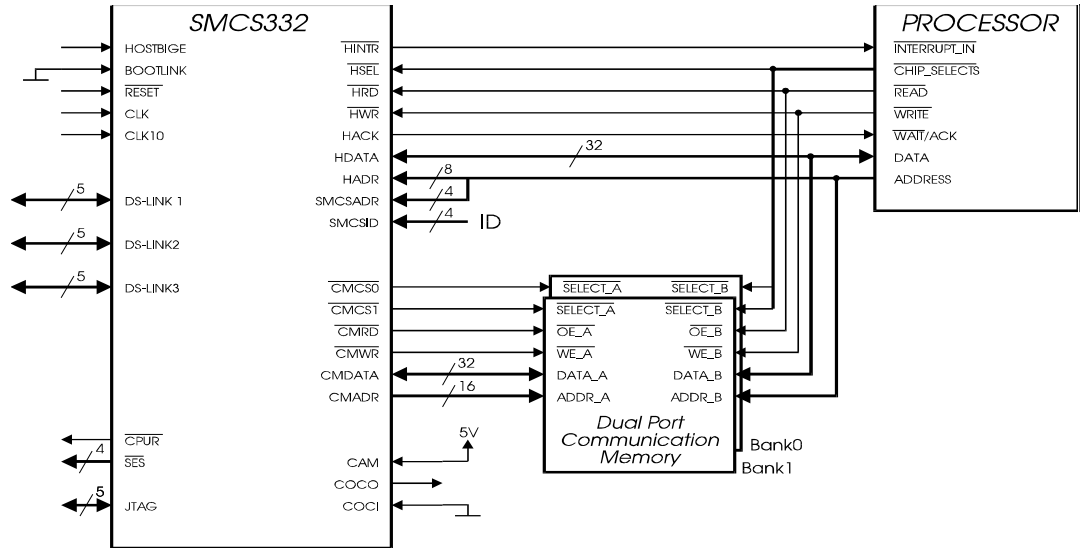 SMCS332
PROCESSOR
HOSTBIGE
BOOTLINK
RESET
CLK
CLK10
5
DS-LINK 1
5
DS-LINK2
5
DS-LINK3
CPUR
4
SES
5
JTAG
HINTR
HSEL
HRD
HWR
HACK
HDATA
HADR
SMCSADR
SMCSID
32
8
4
4
ID
CMCS0
CMCS1
CMRD
CMWR
CMDATA
CMADR
32
16
CAM
COCO
COCI
5V
INTERRUPT_IN
CHIP_SELECTS
READ
WRITE
WAIT/ACK
DATA
ADDRESS
SELECT_A SELECT_B
SELECT_A SELECT_B
OE_A OE_B
WE_A WE_B
DATA_A DATA_B
ADDR_A ADDR_B
Dual Port
Communication
Memory
Bank0
Bank1